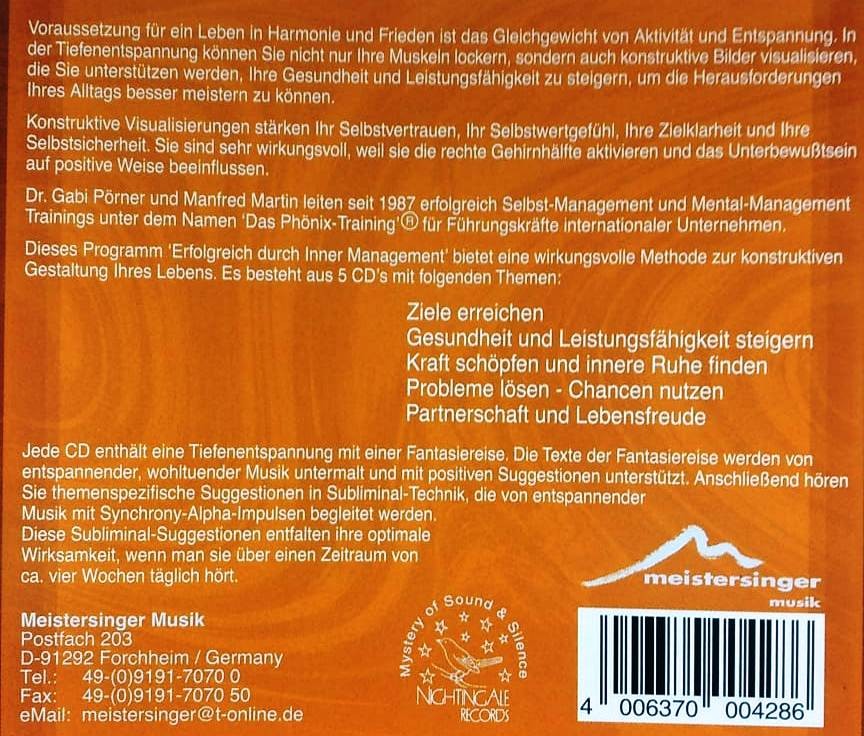 Voraussetzung für ein Leben in Harmonie und Frieden ist das Gleichgewicht von Aktivität und Entspannung. In
der Tiefenentspannung können Sie nicht nur Ihre Muskeln lockern, sondern auch konstruktive Bilder visualisieren,
die Sie unterstützen werden, Ihre Gesundheit und Leistungsfähigkeit zu steigern, um die Herausforderungen
Ihres Alltags besser meistern zu können.
Konstruktive Visualisierungen stärken Ihr Selbstvertrauen, Ihr Selbstwertgefühl, Ihre Zielklarheit und Ihre
Selbstsicherheit. Sie sind sehr wirkungsvoll, weil sie die rechte Gehirnhälfte aktivieren und das Unterbewußtsein
auf positive Weise beeinflussen.
Dr. Gabi Pörner und Manfred Martin leiten seit 1987 erfolgreich Selbst-Management und Mental-Management
Trainings unter dem Namen 'Das Phönix-Training'® für Führungskräfte internationaler Unternehmen.
Dieses Programm 'Erfolgreich durch Inner Management' bietet eine wirkungsvolle Methode zur konstruktiven
Gestaltung Ihres Lebens. Es besteht aus 5 CD's mit folgenden Themen:
Ziele erreichen
Gesundheit und Leistungsfähigkeit steigern
Kraft schöpfen und innere Ruhe finden
Probleme lösen - Chancen nutzen
Partnerschaft und Lebensfreude
Jede CD enthält eine Tiefenentspannung mit einer Fantasiereise. Die Texte der Fantasiereise werden von
entspannender, wohltuender Musik untermalt und mit positiven Suggestionen unterstützt. Anschließend hören
Sie themenspezifische Suggestionen in Subliminal-Technik, die von entspannender
Musik mit Synchrony-Alpha-Impulsen begleitet werden.
Diese Subliminal-Suggestionen entfalten ihre optimale
Wirksamkeit, wenn man sie über einen Zeitraum von
ca. vier Wochen täglich hört.
meistersinger
musik
Meistersinger Musik
Postfach 203
D-91292 Forchheim / Germany
Tel.: 49-(0)9191-7070 0
Fax: 49-(0)9191-7070 50
eMail: meistersinger@t-online.de
Mystery of Sound & Silence
NIGHTINGALE
RECORDS
4 006370 004286